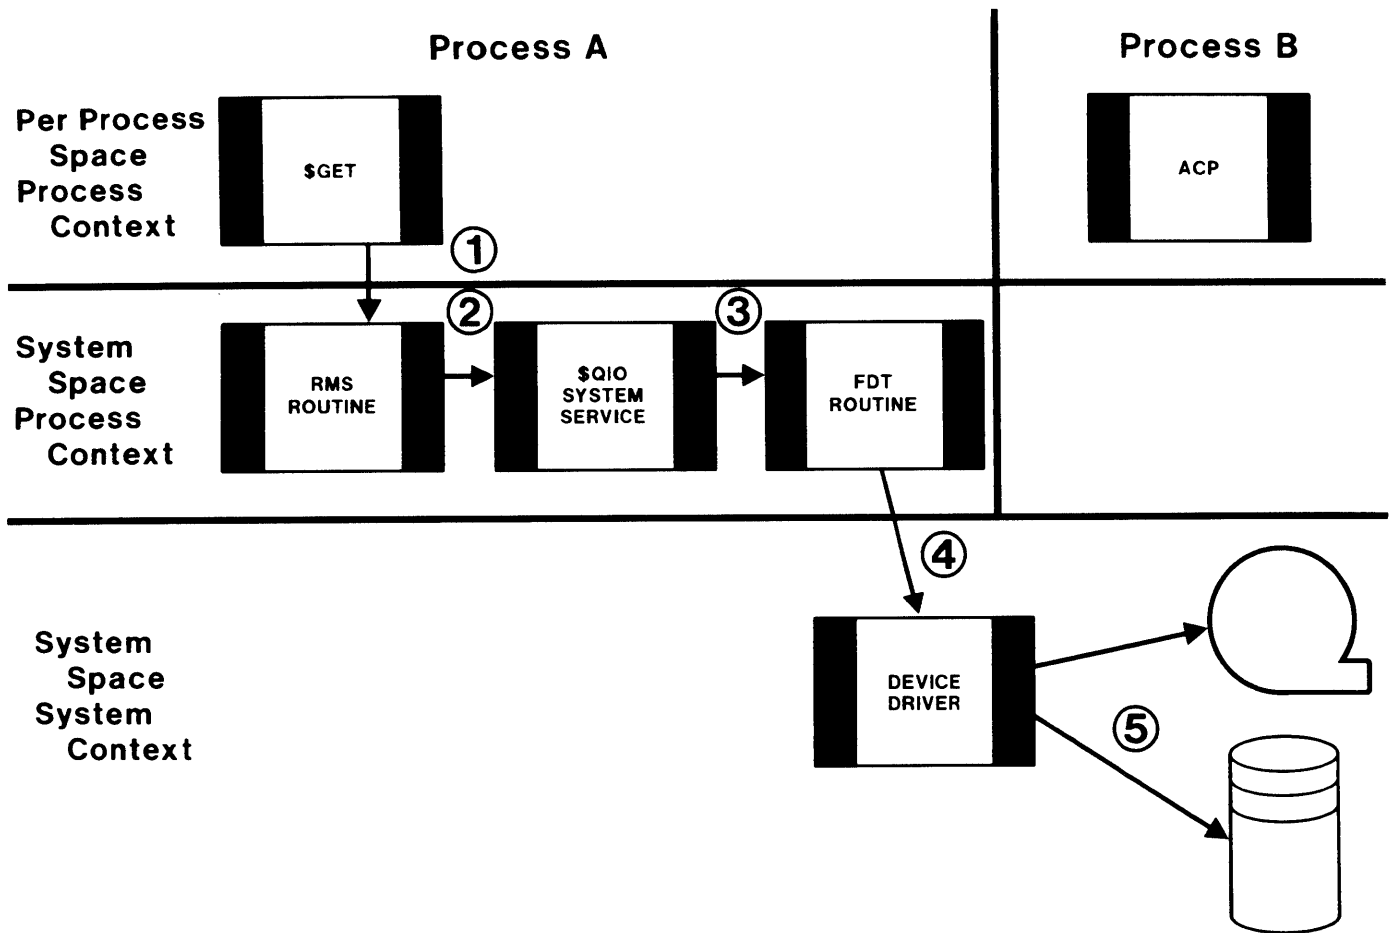 Process A
Process B
Per Process
Space
Process
Context
$GET
ACP
①
②
③
System
Space
Process
Context
RMS
ROUTINE
$QIO
SYSTEM
SERVICE
FDT
ROUTINE
④
System
Space
System
Context
DEVICE
DRIVER
⑤